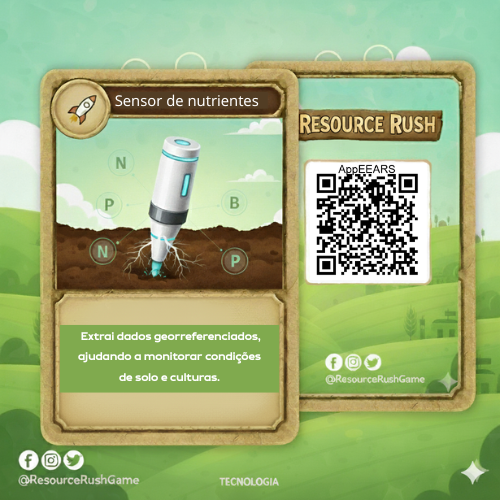 Sensor de nutrientes
N
P
B
N
P
Extrai dados georreferenciados,
ajudando a monitorar condições
de solo e culturas.
RESOURCE RUSH
AppEEARS
@ResourceRushGame
@ResourceRushGame
TECNOLOGIA